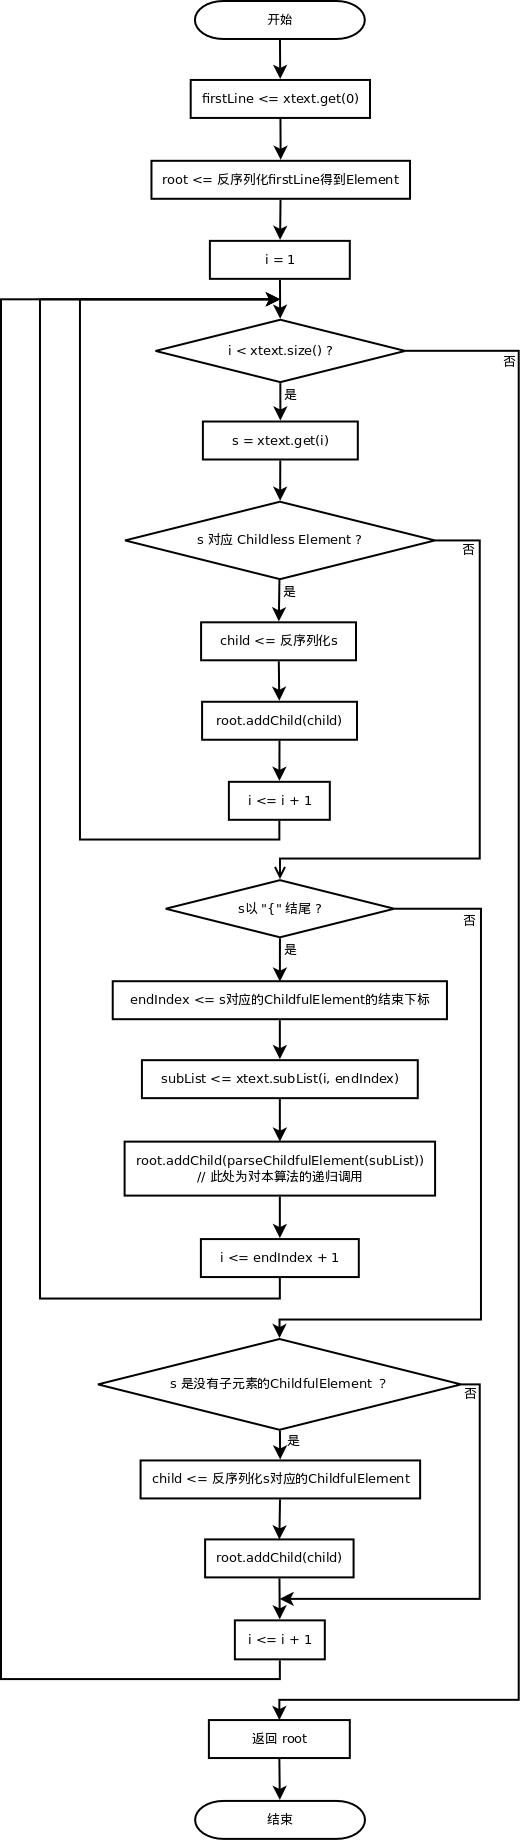 开始
firstLine <= xtext.get(0)
root <= 反序列化firstLine得到Element
i = 1
i < xtext.size() ?
否
是
s = xtext.get(i)
s 对应 Childless Element ?
否
是
child <= 反序列化s
root.addChild(child)
i <= i + 1
s以 "{" 结尾 ?
否
是
endIndex <= s对应的ChildfulElement的结束下标
subList <= xtext.subList(i, endIndex)
root.addChild(parseChildfulElement(subList))
// 此处为对本算法的递归调用
i <= endIndex + 1
s 是没有子元素的ChildfulElement ？
否
是
child <= 反序列化s对应的ChildfulElement
root.addChild(child)
i <= i + 1
返回 root
结束